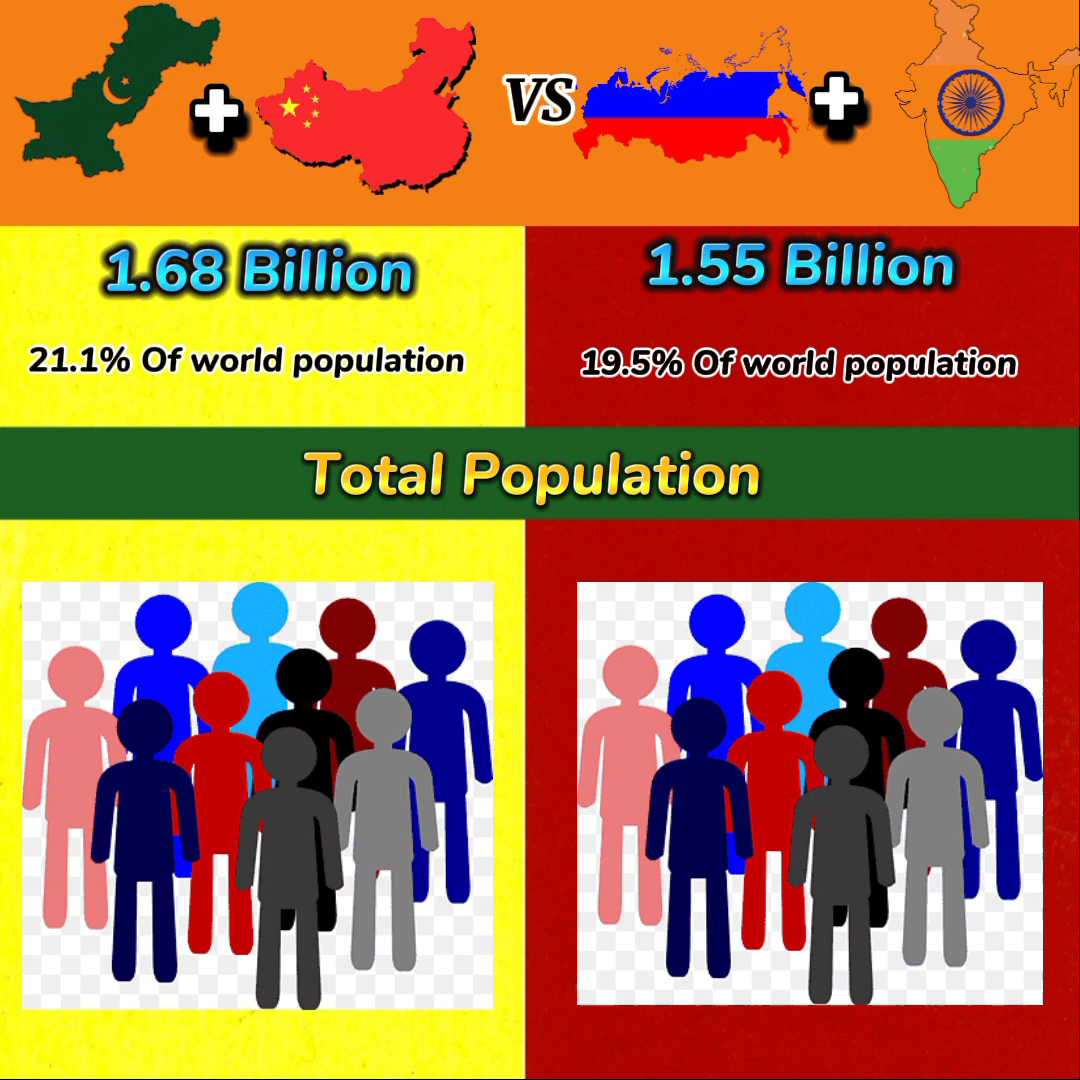 VS
1.68 Billion
1.55 Billion
21.1% Of world population
19.5% Of world population
Total Population